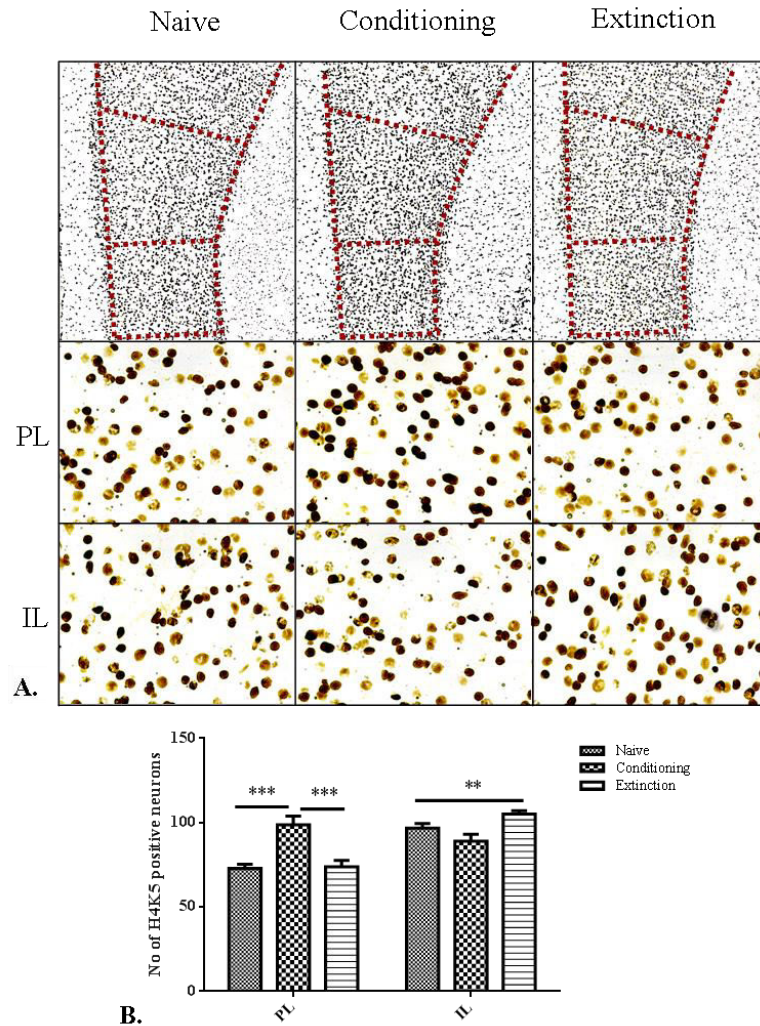 Naive Conditioning Extinction
PL
IL
A.
150
100
50
0
No of H4K5 positive neurons
*** *** **
Naive
Conditioning
Extinction
PL IL
B.